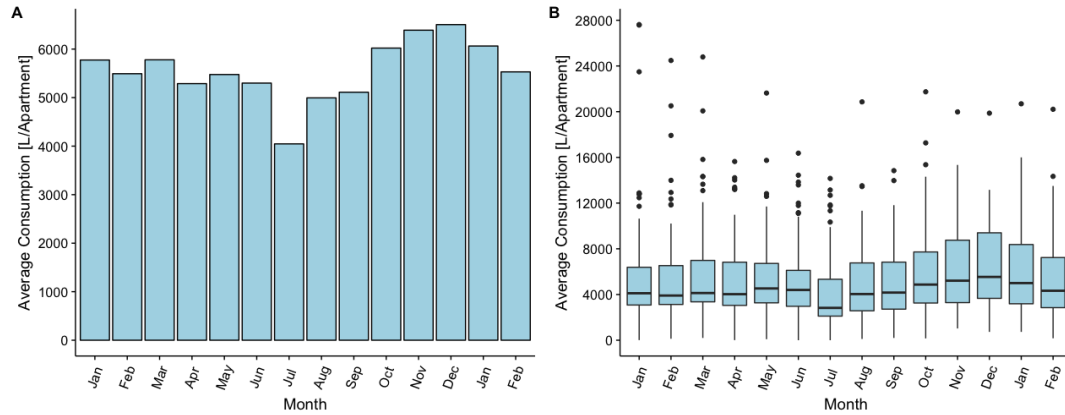 A
Average Consumption [L/Apartment]
6000
5000
4000
3000
2000
1000
0
Jan Feb Mar Apr May Jun Jul Aug Sep Oct Nov Dec Jan Feb
Month
B
Average Consumption [L/Apartment]
28000
24000
20000
16000
12000
8000
4000
0
Jan Feb Mar Apr May Jun Jul Aug Sep Oct Nov Dec Jan Feb
Month